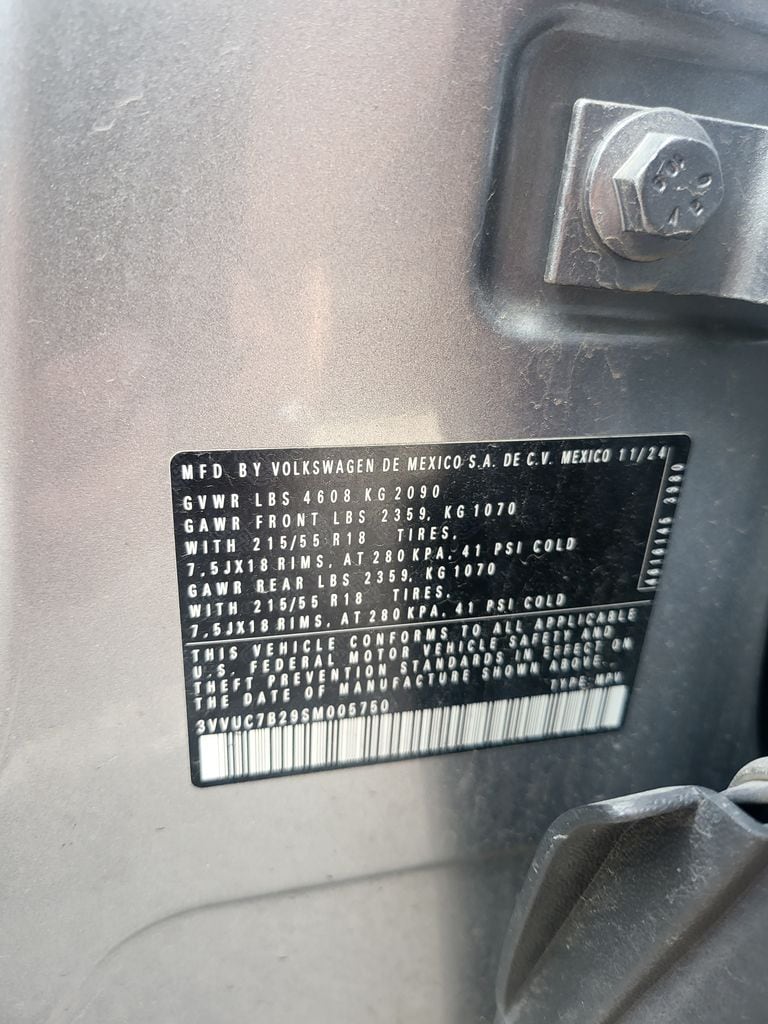 MFD BY VOLKSWAGEN DE MEXICO S.A. DE C.V. MEXICO 11/24
GVWR LBS 4608 KG 2090
GAWR FRONT LBS 2359, KG 1070
WITH 215/55 R18 TIRES,
7,5JX18 RIMS, AT 280 KPA, 41 PSI COLD
GAWR REAR LBS 2359, KG 1070
WITH 215/55 R18 TIRES,
7,5JX18 RIMS, AT 280 KPA, 41 PSI COLD
THIS VEHICLE CONFORMS TO ALL APPLICABLE
U.S. FEDERAL MOTOR VEHICLE SAFETY AND
THEFT PREVENTION STANDARDS IN EFFECT ON
THE DATE OF MANUFACTURE SHOWN ABOVE.
TYPE: MPV
3VVUC7B29SM005750